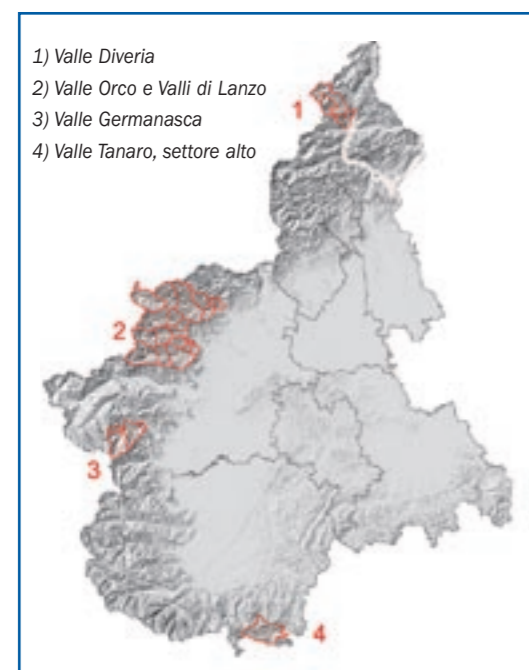 1) Valle Diveria
2) Valle Orco e Valli di Lanzo
3) Valle Germanasca
4) Valle Tanaro, settore alto
1
2
3
4